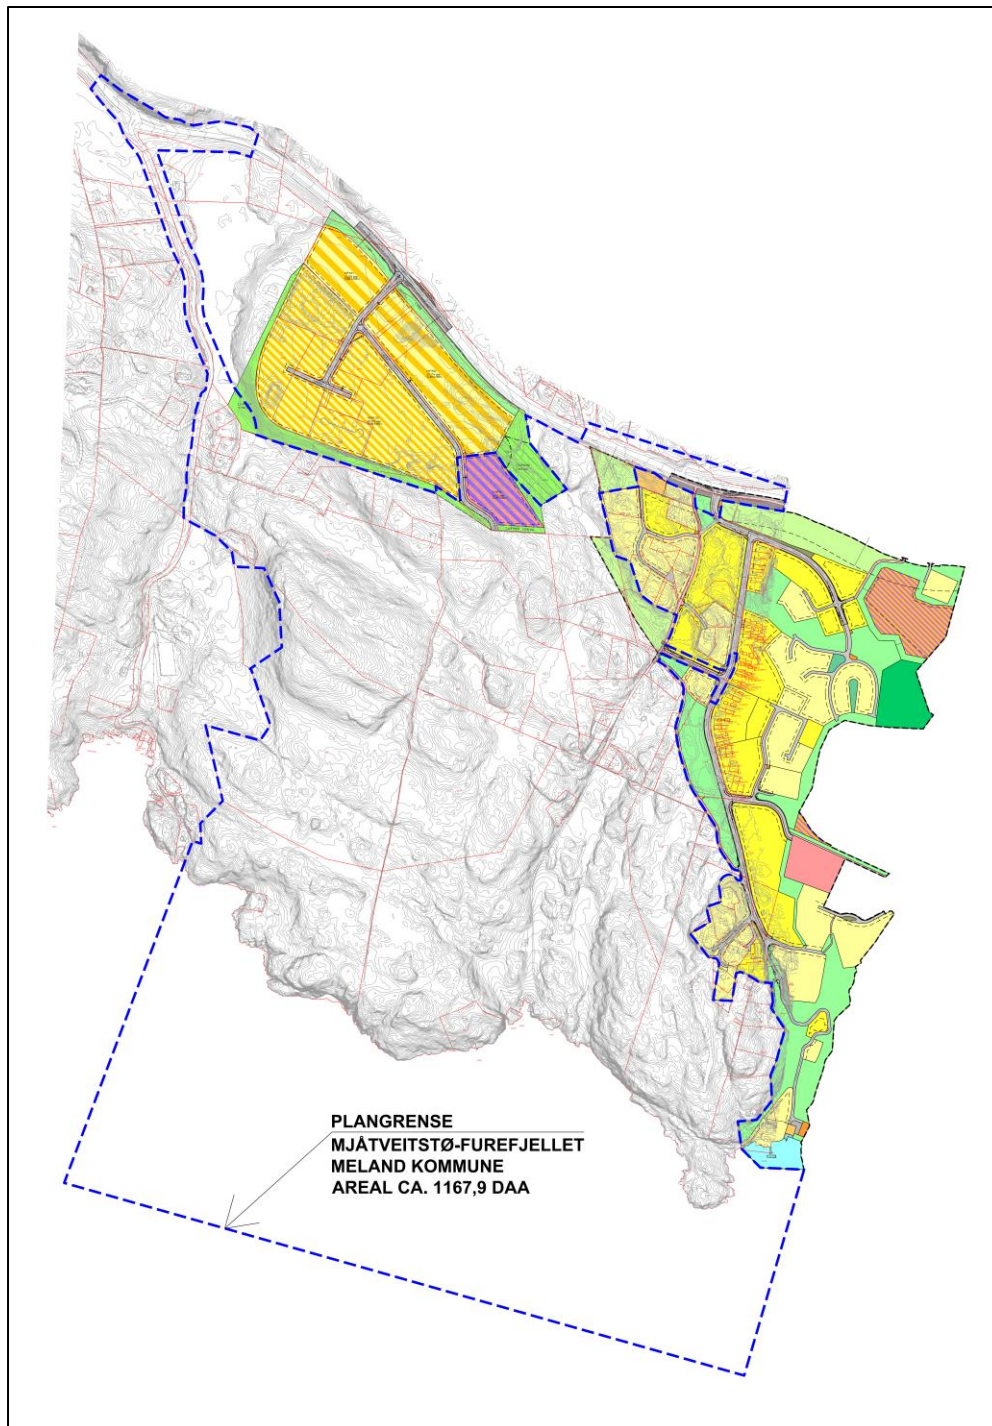 PLANGRENSE
MJÅTVEITSTØ-FUREFJELLET
MELAND KOMMUNE
AREAL CA. 1167,9 DAA